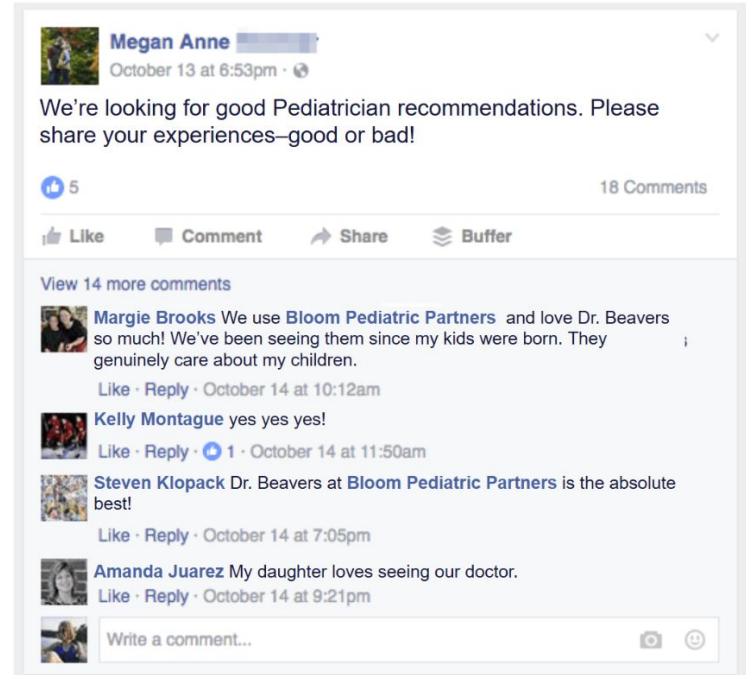 Megan Anne
October 13 at 6:53pm ·
We're looking for good Pediatrician recommendations. Please
share your experiences–good or bad!
5
18 Comments
Like Comment Share Buffer
View 14 more comments
Margie Brooks We use Bloom Pediatric Partners and love Dr. Beavers
so much! We've been seeing them since my kids were born. They
genuinely care about my children.
Like · Reply · October 14 at 10:12am
Kelly Montague yes yes yes!
Like · Reply · 1 · October 14 at 11:50am
Steven Klopack Dr. Beavers at Bloom Pediatric Partners is the absolute
best!
Like · Reply · October 14 at 7:05pm
Amanda Juarez My daughter loves seeing our doctor.
Like · Reply · October 14 at 9:21pm
Write a comment...